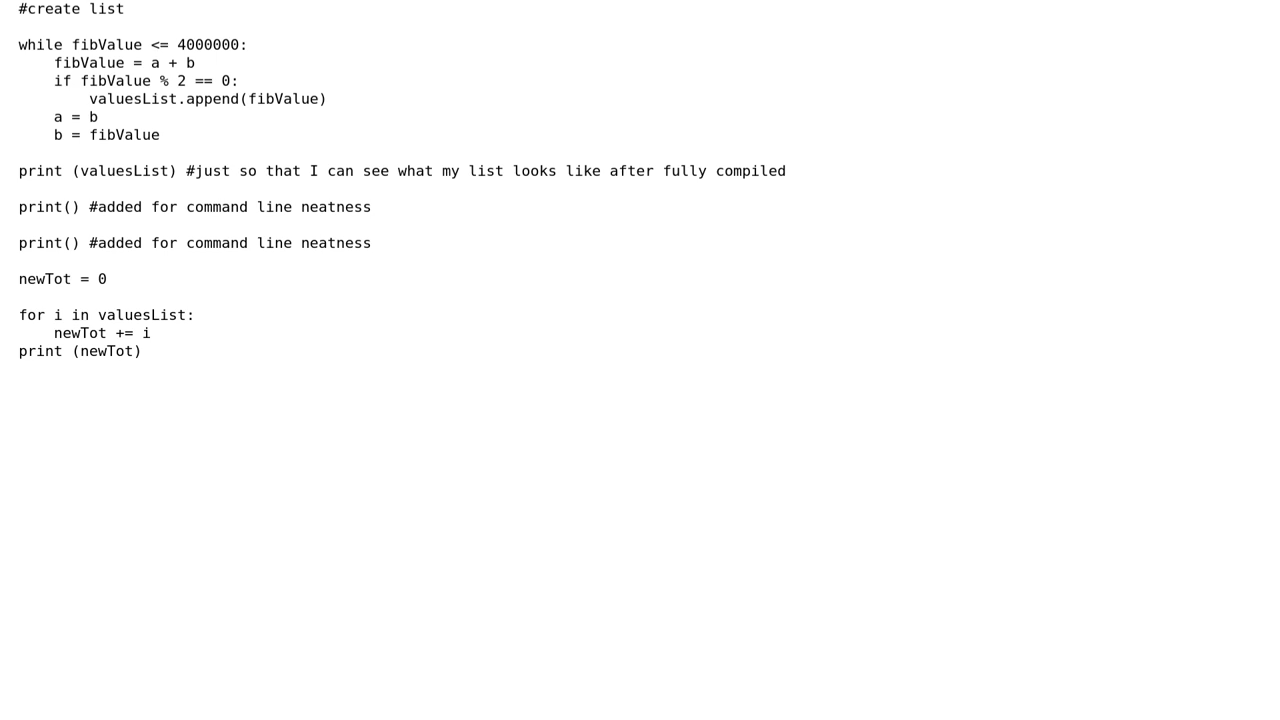 #create list
while fibValue <= 4000000:
    fibValue = a + b
    if fibValue % 2 == 0:
        valuesList.append(fibValue)
    a = b
    b = fibValue
print (valuesList) #just so that I can see what my list looks like after fully compiled
print() #added for command line neatness
print() #added for command line neatness
newTot = 0
for i in valuesList:
    newTot += i
print (newTot)